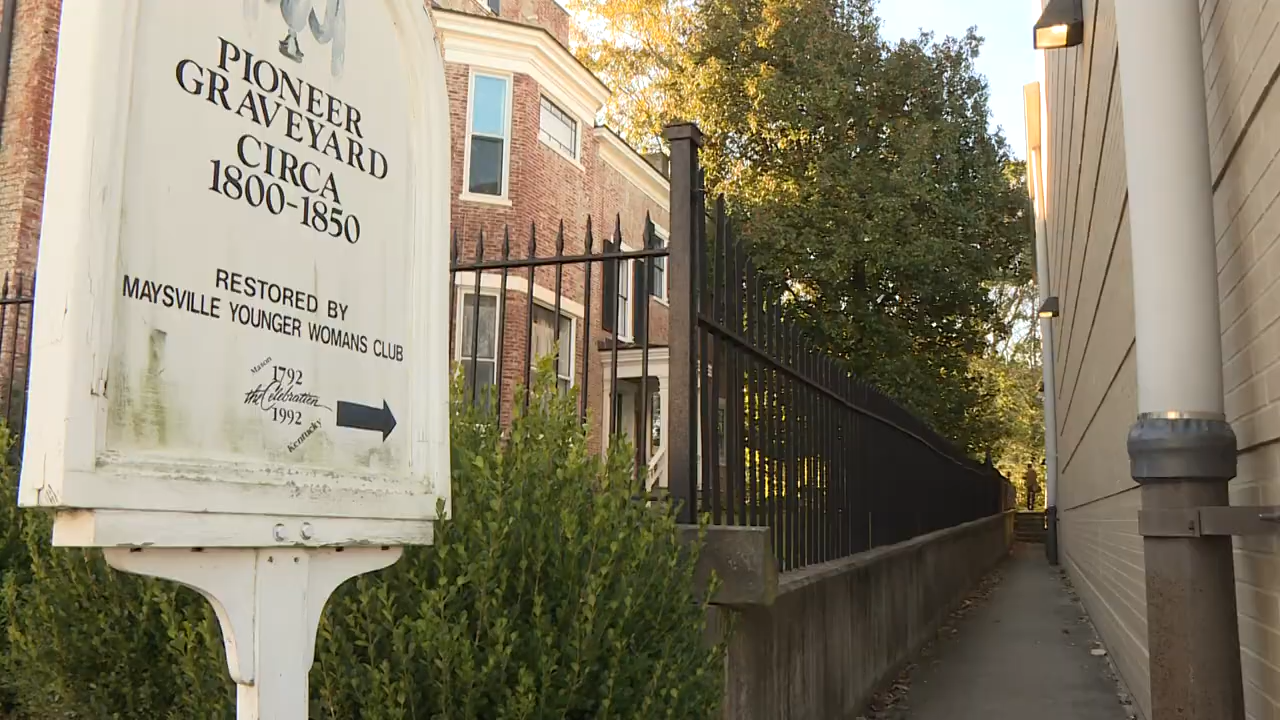 PIONEER
GRAVEYARD
CIRCA
1800-1850
RESTORED BY
MAYSVILLE YOUNGER WOMANS CLUB
Mason
1792
the Celebration
1992
Kentucky